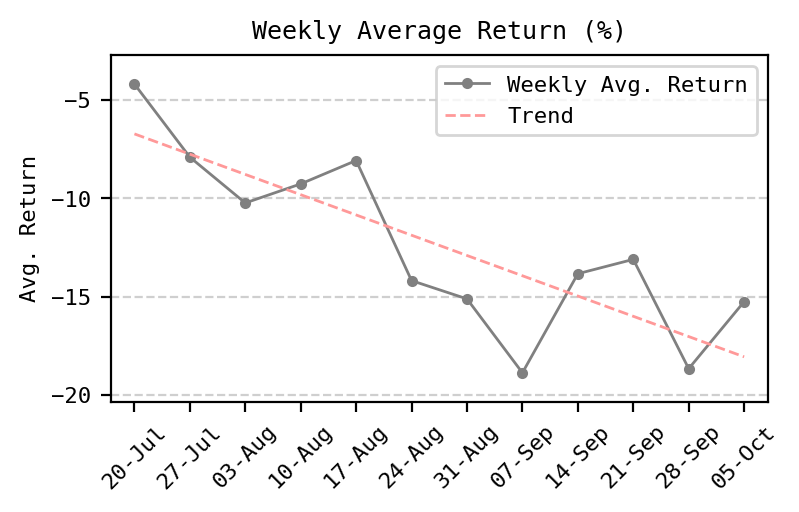 Weekly Average Return (%)
Weekly Avg. Return
Trend
Avg. Return
−5
−10
−15
−20
20-Jul
27-Jul
03-Aug
10-Aug
17-Aug
24-Aug
31-Aug
07-Sep
14-Sep
21-Sep
28-Sep
05-Oct